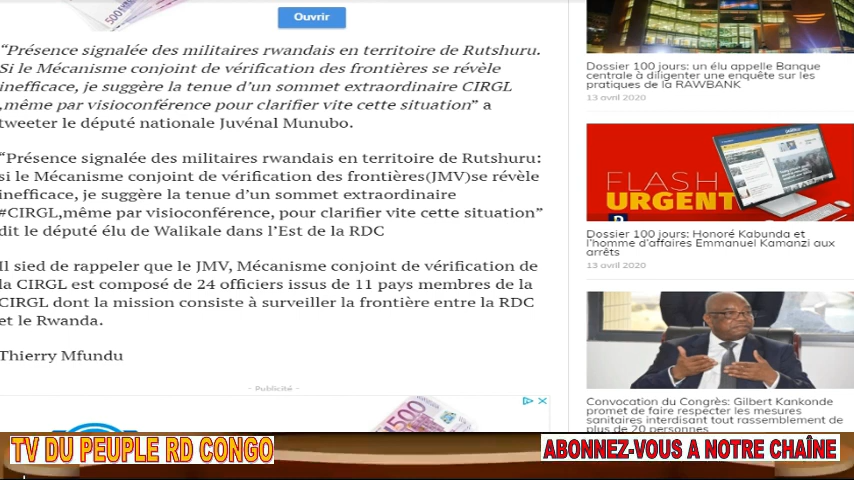 Ouvrir
“Présence signalée des militaires rwandais en territoire de Rutshuru.
Si le Mécanisme conjoint de vérification des frontières se révèle
inefficace, je suggère la tenue d’un sommet extraordinaire CIRGL
,même par visioconférence pour clarifier vite cette situation” a
tweeter le député nationale Juvénal Munubo.
“Présence signalée des militaires rwandais en territoire de Rutshuru:
si le Mécanisme conjoint de vérification des frontières(JMV)se révèle
inefficace, je suggère la tenue d’un sommet extraordinaire
#CIRGL,même par visioconférence, pour clarifier vite cette situation”
dit le député élu de Walikale dans l’Est de la RDC
Il sied de rappeler que le JMV, Mécanisme conjoint de vérification de
la CIRGL est composé de 24 officiers issus de 11 pays membres de la
CIRGL dont la mission consiste à surveiller la frontière entre la RDC
et le Rwanda.
Thierry Mfundu
- Publicité -
500
Dossier 100 jours: un élu appelle Banque
centrale à diligenter une enquête sur les
pratiques de la RAWBANK
13 avril 2020
FLASH
URGENT
Dossier 100 jours: Honoré Kabunda et
l’homme d’affaires Emmanuel Kamanzi aux
arrêts
13 avril 2020
Convocation du Congrès: Gilbert Kankonde
promet de faire respecter les mesures
sanitaires interdisant tout rassemblement de
plus de 20 personnes
TV DU PEUPLE RD CONGO
ABONNEZ-VOUS A NOTRE CHAÎNE